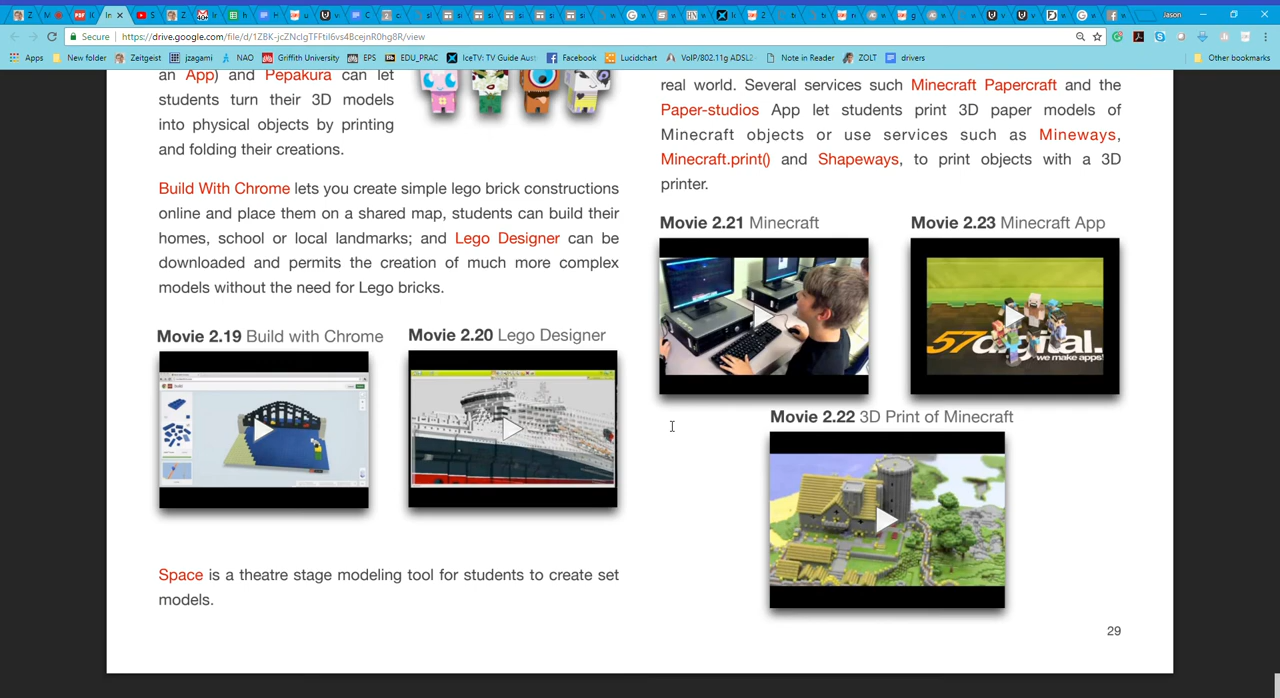 Jason
Secure
https://drive.google.com/file/d/1ZBK-jcZNcIgTFFtiI6vs4BcejnR0hg8R/view
Apps New folder Zeitgeist jzagami NAO Griffith University EPS EDU_PRAC IceTV: TV Guide Aus Facebook Lucidchart VoIP/802.11g ADSL2 Note in Reader ZOLT drivers Other bookmarks
an App) and Pepakura can let
students turn their 3D models
into physical objects by printing
and folding their creations.
Build With Chrome lets you create simple lego brick constructions
online and place them on a shared map, students can build their
homes, school or local landmarks; and Lego Designer can be
downloaded and permits the creation of much more complex
models without the need for Lego bricks.
Movie 2.19 Build with Chrome
Movie 2.20 Lego Designer
Space is a theatre stage modeling tool for students to create set
models.
real world. Several services such Minecraft Papercraft and the
Paper-studios App let students print 3D paper models of
Minecraft objects or use services such as Mineways,
Minecraft.print() and Shapeways, to print objects with a 3D
printer.
Movie 2.21 Minecraft
Movie 2.23 Minecraft App
57digital.
we make apps!
Movie 2.22 3D Print of Minecraft
29